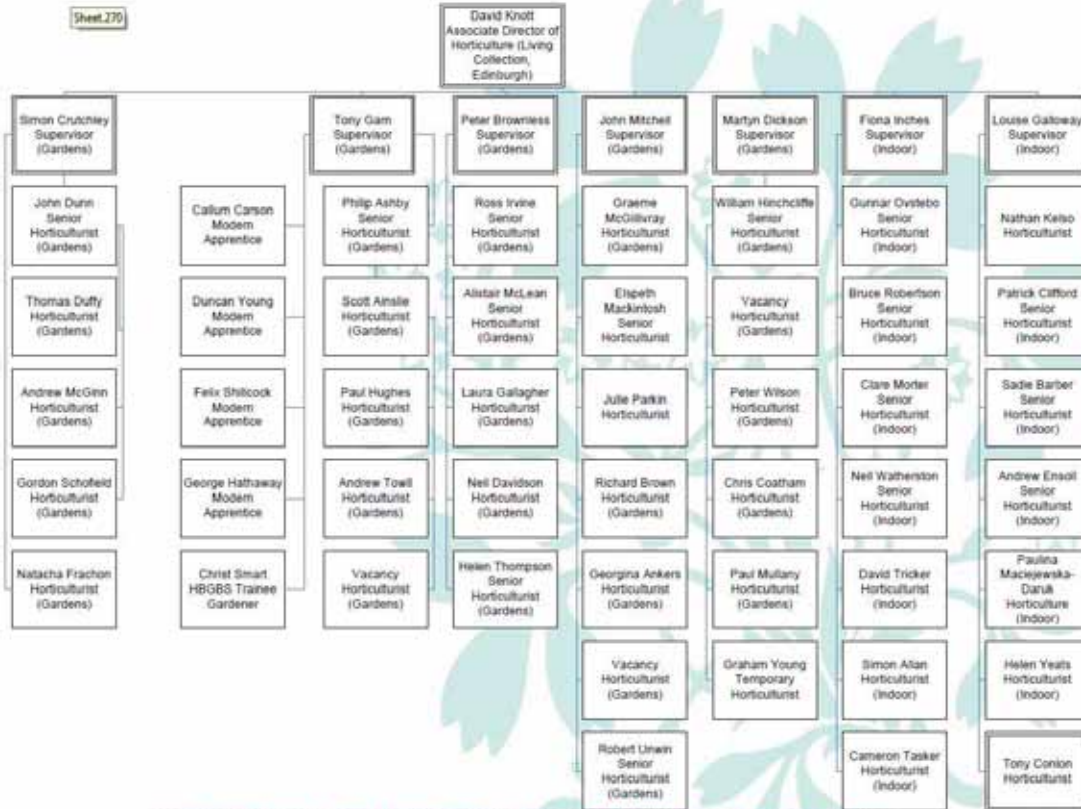 Sheet.270
David Knott
Associate Director of
Horticulture (Living
Collection,
Edinburgh)
Simon Crutchley
Supervisor
(Gardens)
Tony Garn
Supervisor
(Gardens)
Peter Brownless
Supervisor
(Gardens)
John Mitchell
Supervisor
(Gardens)
Martyn Dickson
Supervisor
(Gardens)
Fiona Inches
Supervisor
(Indoor)
Louise Galloway
Supervisor
(Indoor)
John Dunn
Senior
Horticulturist
(Gardens)
Callum Carson
Modern
Apprentice
Philip Ashby
Senior
Horticulturist
(Gardens)
Ross Irvine
Senior
Horticulturist
(Gardens)
Graeme
McGillivray
Horticulturist
(Gardens)
William Hinchcliffe
Senior
Horticulturist
(Gardens)
Gunnar Ovstebo
Senior
Horticulturist
(Indoor)
Nathan Kelso
Horticulturist
Thomas Duffy
Horticulturist
(Gardens)
Duncan Young
Modern
Apprentice
Scott Ainslie
Horticulturist
(Gardens)
Alistair McLean
Senior
Horticulturist
(Gardens)
Elspeth
Mackintosh
Senior
Horticulturist
Vacancy
Horticulturist
(Gardens)
Bruce Robertson
Senior
Horticulturist
(Indoor)
Patrick Clifford
Senior
Horticulturist
(Indoor)
Andrew McGinn
Horticulturist
(Gardens)
Felix Shillcock
Modern
Apprentice
Paul Hughes
Horticulturist
(Gardens)
Laura Gallagher
Horticulturist
(Gardens)
Julie Parkin
Horticulturist
Peter Wilson
Horticulturist
(Gardens)
Clare Morter
Senior
Horticulturist
(Indoor)
Sadie Barber
Senior
Horticulturist
(Indoor)
Gordon Schofield
Horticulturist
(Gardens)
George Hathaway
Modern
Apprentice
Andrew Towll
Horticulturist
(Gardens)
Neil Davidson
Horticulturist
(Gardens)
Richard Brown
Horticulturist
(Gardens)
Chris Coatham
Horticulturist
(Gardens)
Neil Watherston
Senior
Horticulturist
(Indoor)
Andrew Ensoll
Senior
Horticulturist
(Indoor)
Natacha Frachon
Horticulturist
(Gardens)
Christ Smart
HBGBS Trainee
Gardener
Vacancy
Horticulturist
(Gardens)
Helen Thompson
Senior
Horticulturist
(Gardens)
Georgina Ankers
Horticulturist
(Gardens)
Paul Mullany
Horticulturist
(Gardens)
David Tricker
Horticulturist
(Indoor)
Paulina
Maciejewska-
Daruk
Horticulture
(Indoor)
Vacancy
Horticulturist
(Gardens)
Graham Young
Temporary
Horticulturist
Simon Allan
Horticulturist
(Indoor)
Helen Yeats
Horticulturist
(Indoor)
Robert Unwin
Senior
Horticulturist
(Gardens)
Cameron Tasker
Horticulturist
(Indoor)
Tony Conlon
Horticulturist